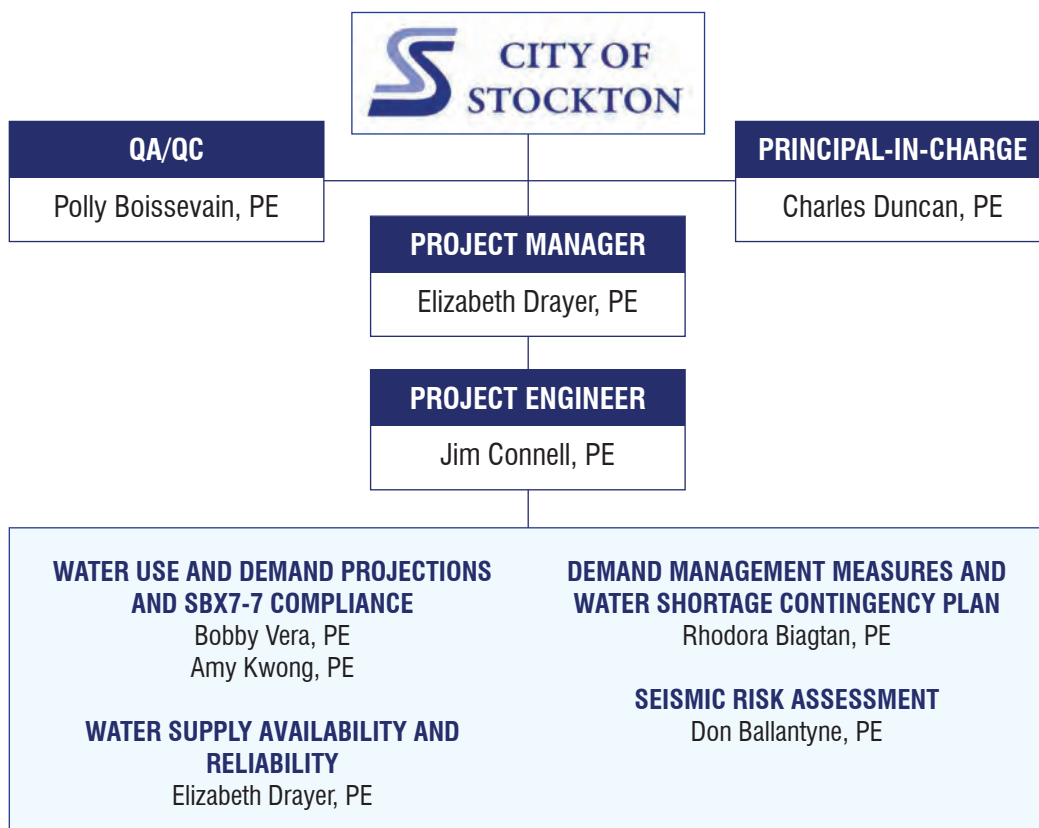 CITY OF
STOCKTON
QA/QC
Polly Boissevain, PE
PRINCIPAL-IN-CHARGE
Charles Duncan, PE
PROJECT MANAGER
Elizabeth Drayer, PE
PROJECT ENGINEER
Jim Connell, PE
WATER USE AND DEMAND PROJECTIONS
AND SBX7-7 COMPLIANCE
Bobby Vera, PE
Amy Kwong, PE
WATER SUPPLY AVAILABILITY AND
RELIABILITY
Elizabeth Drayer, PE
DEMAND MANAGEMENT MEASURES AND
WATER SHORTAGE CONTINGENCY PLAN
Rhodora Biagtan, PE
SEISMIC RISK ASSESSMENT
Don Ballantyne, PE